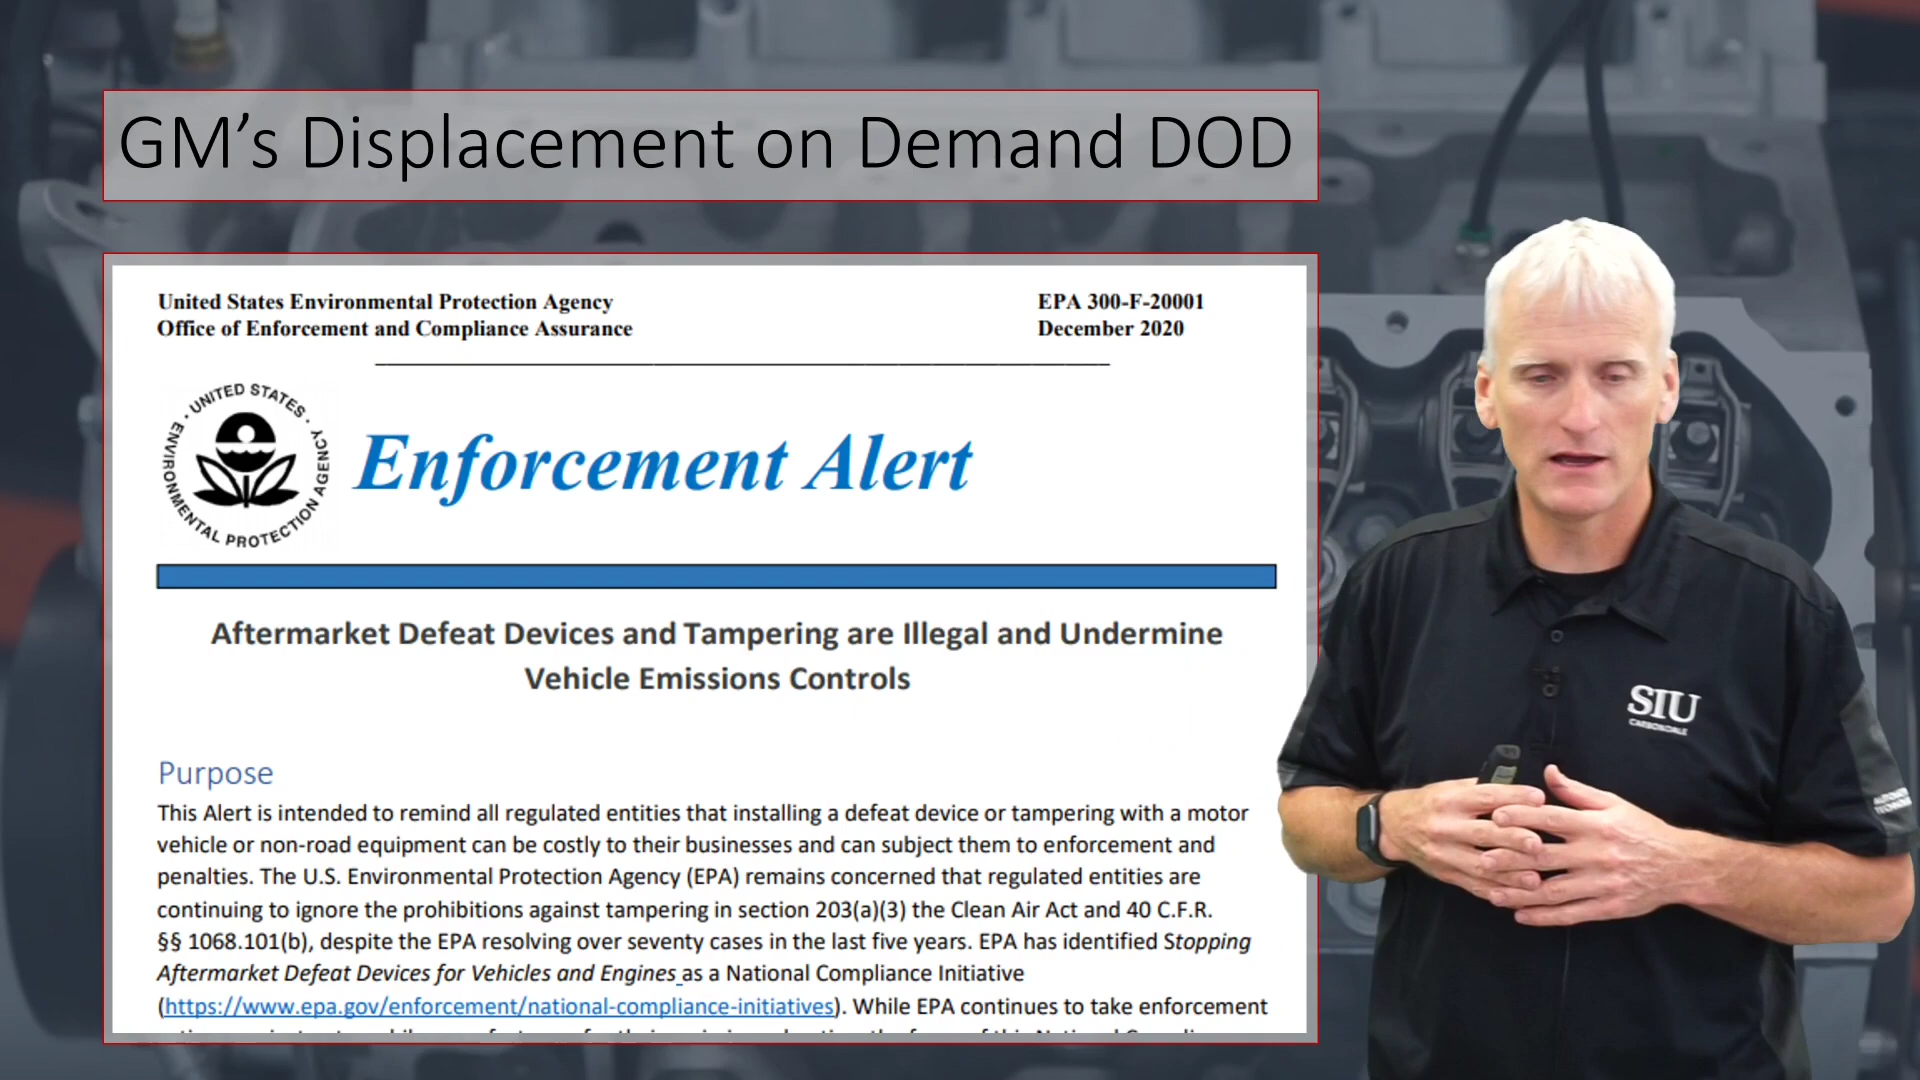 GM’s Displacement on Demand DOD
United States Environmental Protection Agency
Office of Enforcement and Compliance Assurance
EPA 300-F-20001
December 2020
· UNITED STATES · ENVIRONMENTAL PROTECTION AGENCY
Enforcement Alert
Aftermarket Defeat Devices and Tampering are Illegal and Undermine
Vehicle Emissions Controls
Purpose
This Alert is intended to remind all regulated entities that installing a defeat device or tampering with a motor
vehicle or non-road equipment can be costly to their businesses and can subject them to enforcement and
penalties. The U.S. Environmental Protection Agency (EPA) remains concerned that regulated entities are
continuing to ignore the prohibitions against tampering in section 203(a)(3) the Clean Air Act and 40 C.F.R.
§§ 1068.101(b), despite the EPA resolving over seventy cases in the last five years. EPA has identified Stopping
Aftermarket Defeat Devices for Vehicles and Engines as a National Compliance Initiative
(https://www.epa.gov/enforcement/national-compliance-initiatives). While EPA continues to take enforcement
SIU
CARBONDALE